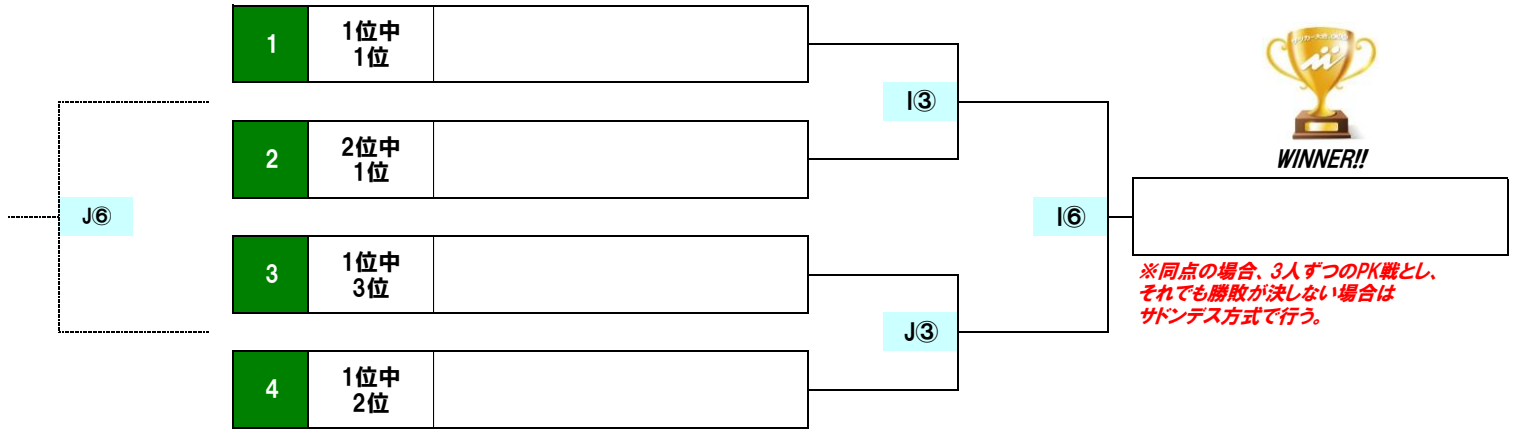 1
1位中
1位
I③
2
2位中
1位
WINNER!!
J⑥
I⑥
3
1位中
3位
※同点の場合、3人ずつのPK戦とし、
それでも勝敗が決しない場合は
サドンデス方式で行う。
J③
4
1位中
2位